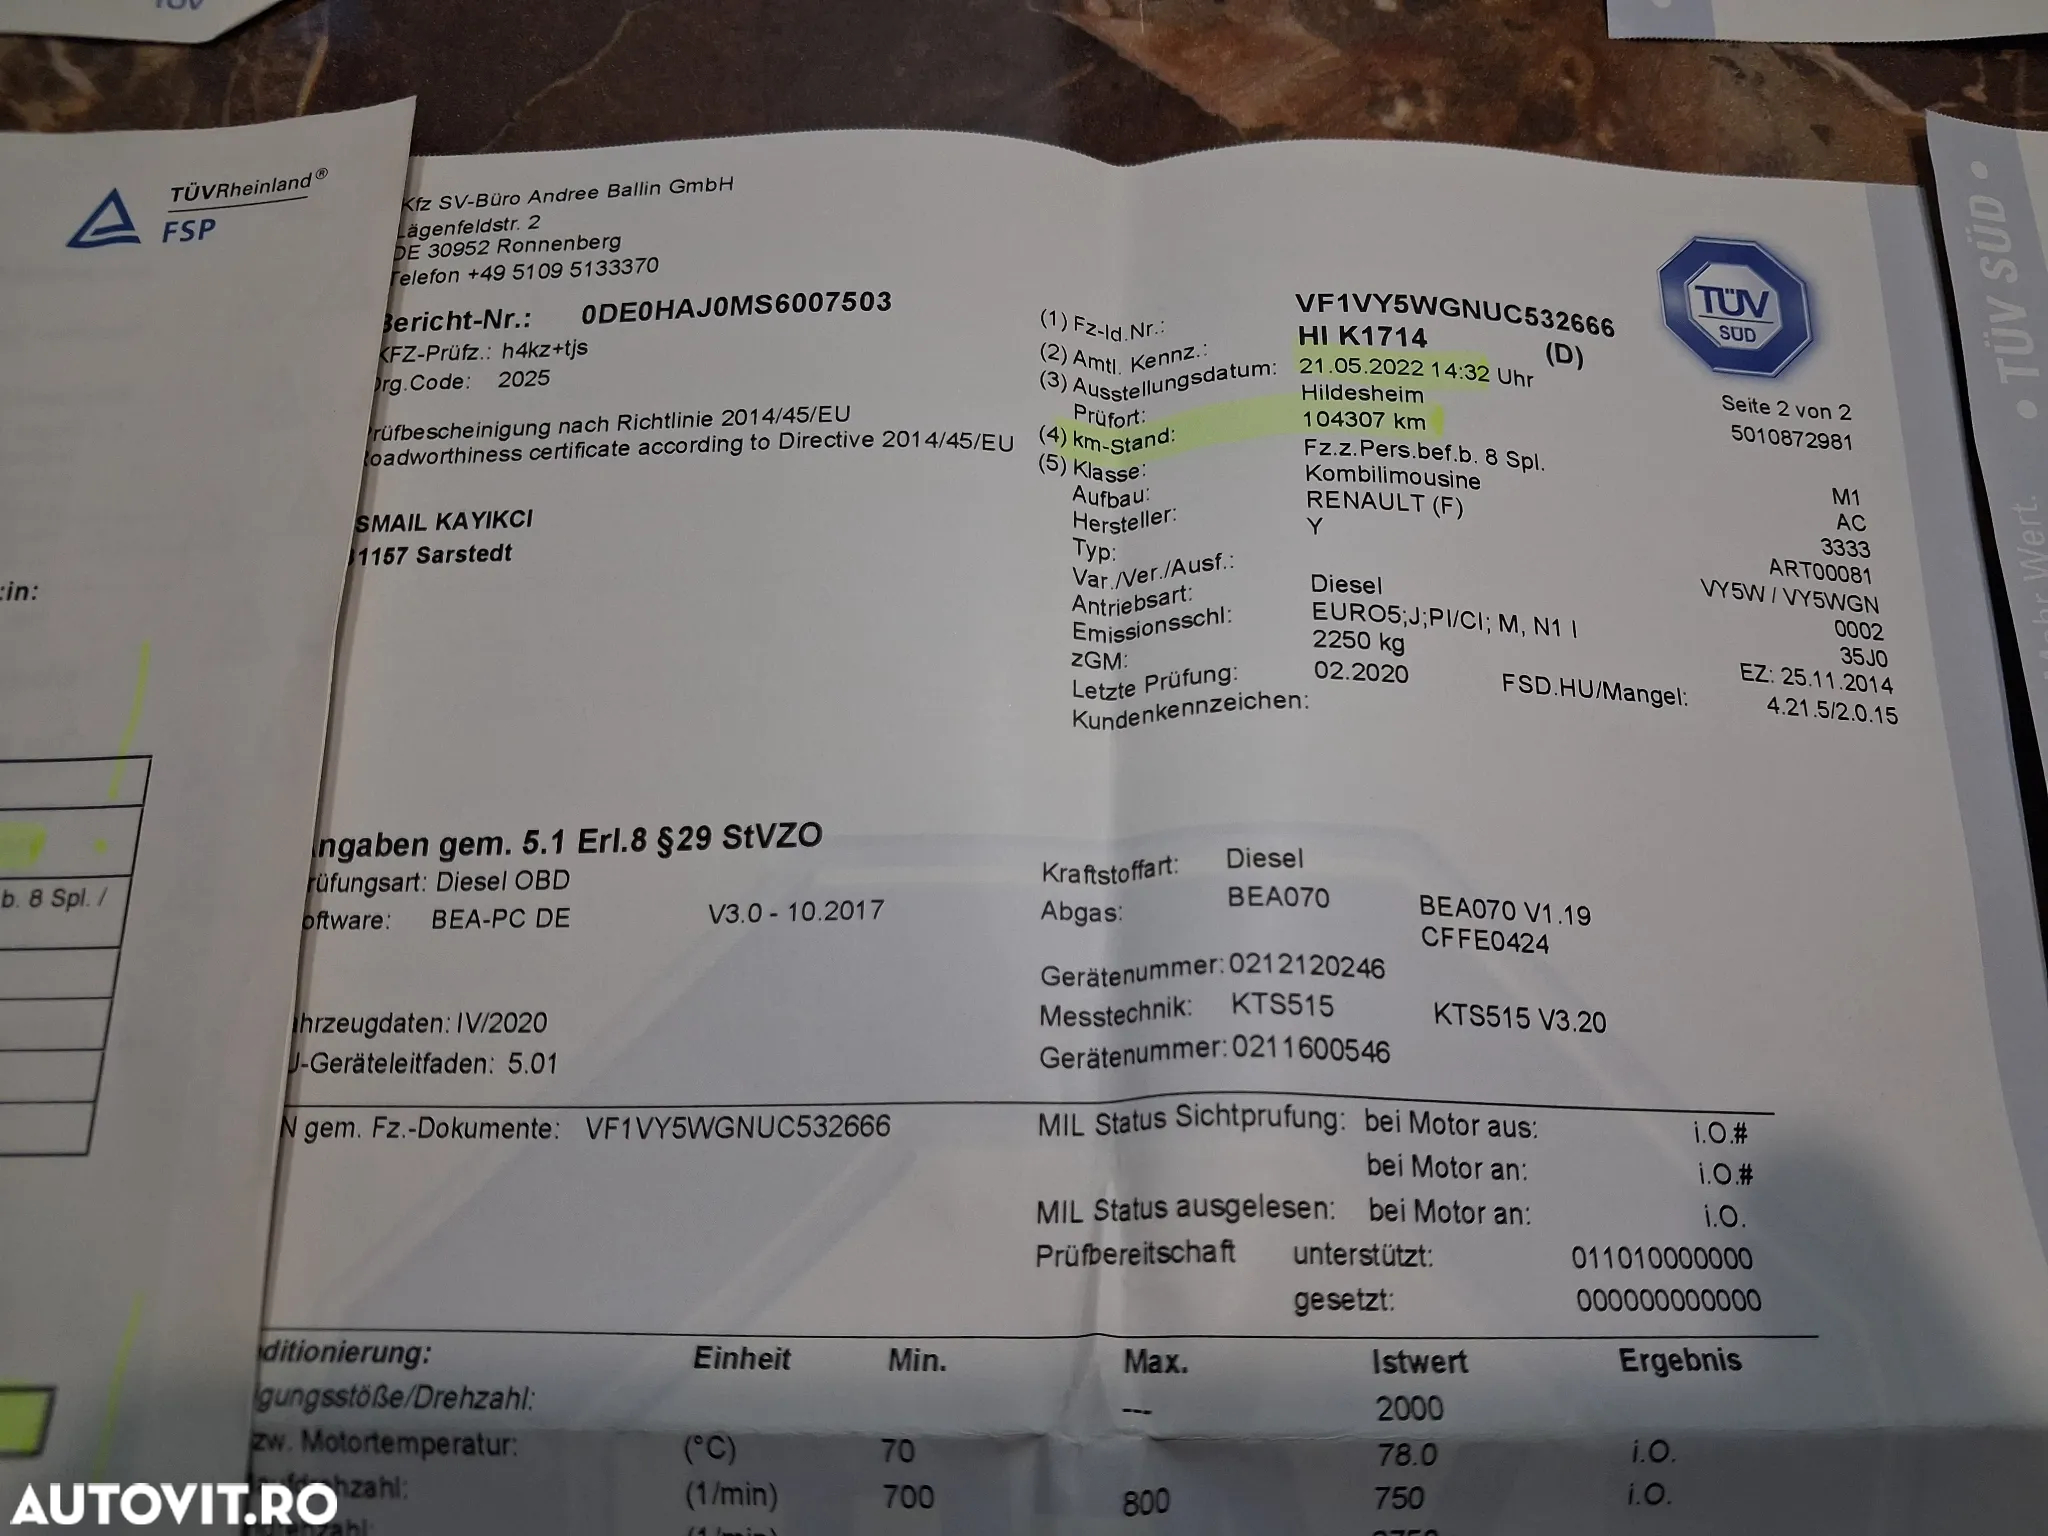 TÜVRheinland®
FSP
:in:
b. 8 Spl. /
Kfz SV-Büro Andree Ballin GmbH
Lägenfeldstr. 2
DE 30952 Ronnenberg
Telefon +49 5109 5133370
Bericht-Nr.: 0DE0HAJ0MS6007503
KFZ-Prüfz.: h4kz+tjs
Org.Code: 2025
Prüfbescheinigung nach Richtlinie 2014/45/EU
Roadworthiness certificate according to Directive 2014/45/EU
SMAIL KAYIKCI
31157 Sarstedt
(1) Fz-Id.Nr.: VF1VY5WGNUC532666
(2) Amtl. Kennz.: HI K1714 (D)
(3) Ausstellungsdatum: 21.05.2022 14:32 Uhr
Prüfort: Hildesheim
(4) km-Stand: 104307 km
(5) Klasse: Fz.z.Pers.bef.b. 8 Spl. M1
Aufbau: Kombilimousine AC
Hersteller: RENAULT (F) 3333
Typ: Y ART00081
Var./Ver./Ausf.: VY5W / VY5WGN
Antriebsart: Diesel 0002
Emissionsschl: EURO5;J;PI/CI; M, N1 I 35J0
zGM: 2250 kg EZ: 25.11.2014
Letzte Prüfung: 02.2020 FSD.HU/Mangel: 4.21.5/2.0.15
Kundenkennzeichen:
TÜV
SÜD
Seite 2 von 2
5010872981
TÜV SÜD
Mehr Wert.
Angaben gem. 5.1 Erl.8 §29 StVZO
rüfungsart: Diesel OBD
oftware: BEA-PC DE V3.0 - 10.2017
Kraftstoffart: Diesel
Abgas: BEA070 BEA070 V1.19
CFFE0424
Gerätenummer: 0212120246
hrzeugdaten: IV/2020
Messtechnik: KTS515 KTS515 V3.20
U-Geräteleitfaden: 5.01
Gerätenummer: 0211600546
N gem. Fz.-Dokumente: VF1VY5WGNUC532666
MIL Status Sichtprüfung: bei Motor aus: i.O.#
bei Motor an: i.O.#
MIL Status ausgelesen: bei Motor an: i.O.
Prüfbereitschaft unterstützt: 011010000000
gesetzt: 000000000000
ditionierung: Einheit Min. Max. Istwert Ergebnis
gungsstöße/Drehzahl: --- 2000
zw. Motortemperatur: (°C) 70 78.0 i.O.
aufdrehzahl: (1/min) 700 800 750 i.O.
AUTOVIT.RO